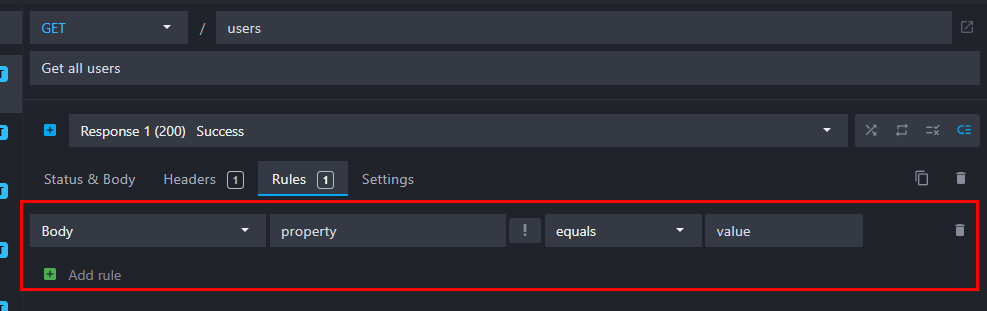 GET / users
Get all users
Response 1 (200) Success
Status & Body Headers 1 Rules 1 Settings
Body property ! equals value
Add rule